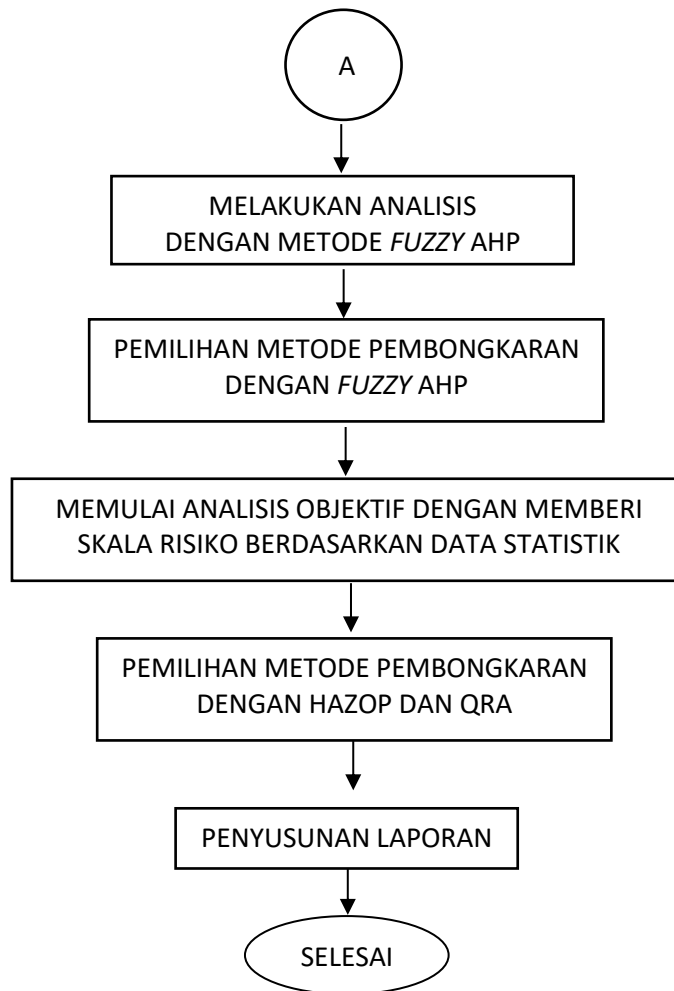 A
MELAKUKAN ANALISIS
DENGAN METODE FUZZY AHP
PEMILIHAN METODE PEMBONGKARAN
DENGAN FUZZY AHP
MEMULAI ANALISIS OBJEKTIF DENGAN MEMBERI
SKALA RISIKO BERDASARKAN DATA STATISTIK
PEMILIHAN METODE PEMBONGKARAN
DENGAN HAZOP DAN QRA
PENYUSUNAN LAPORAN
SELESAI